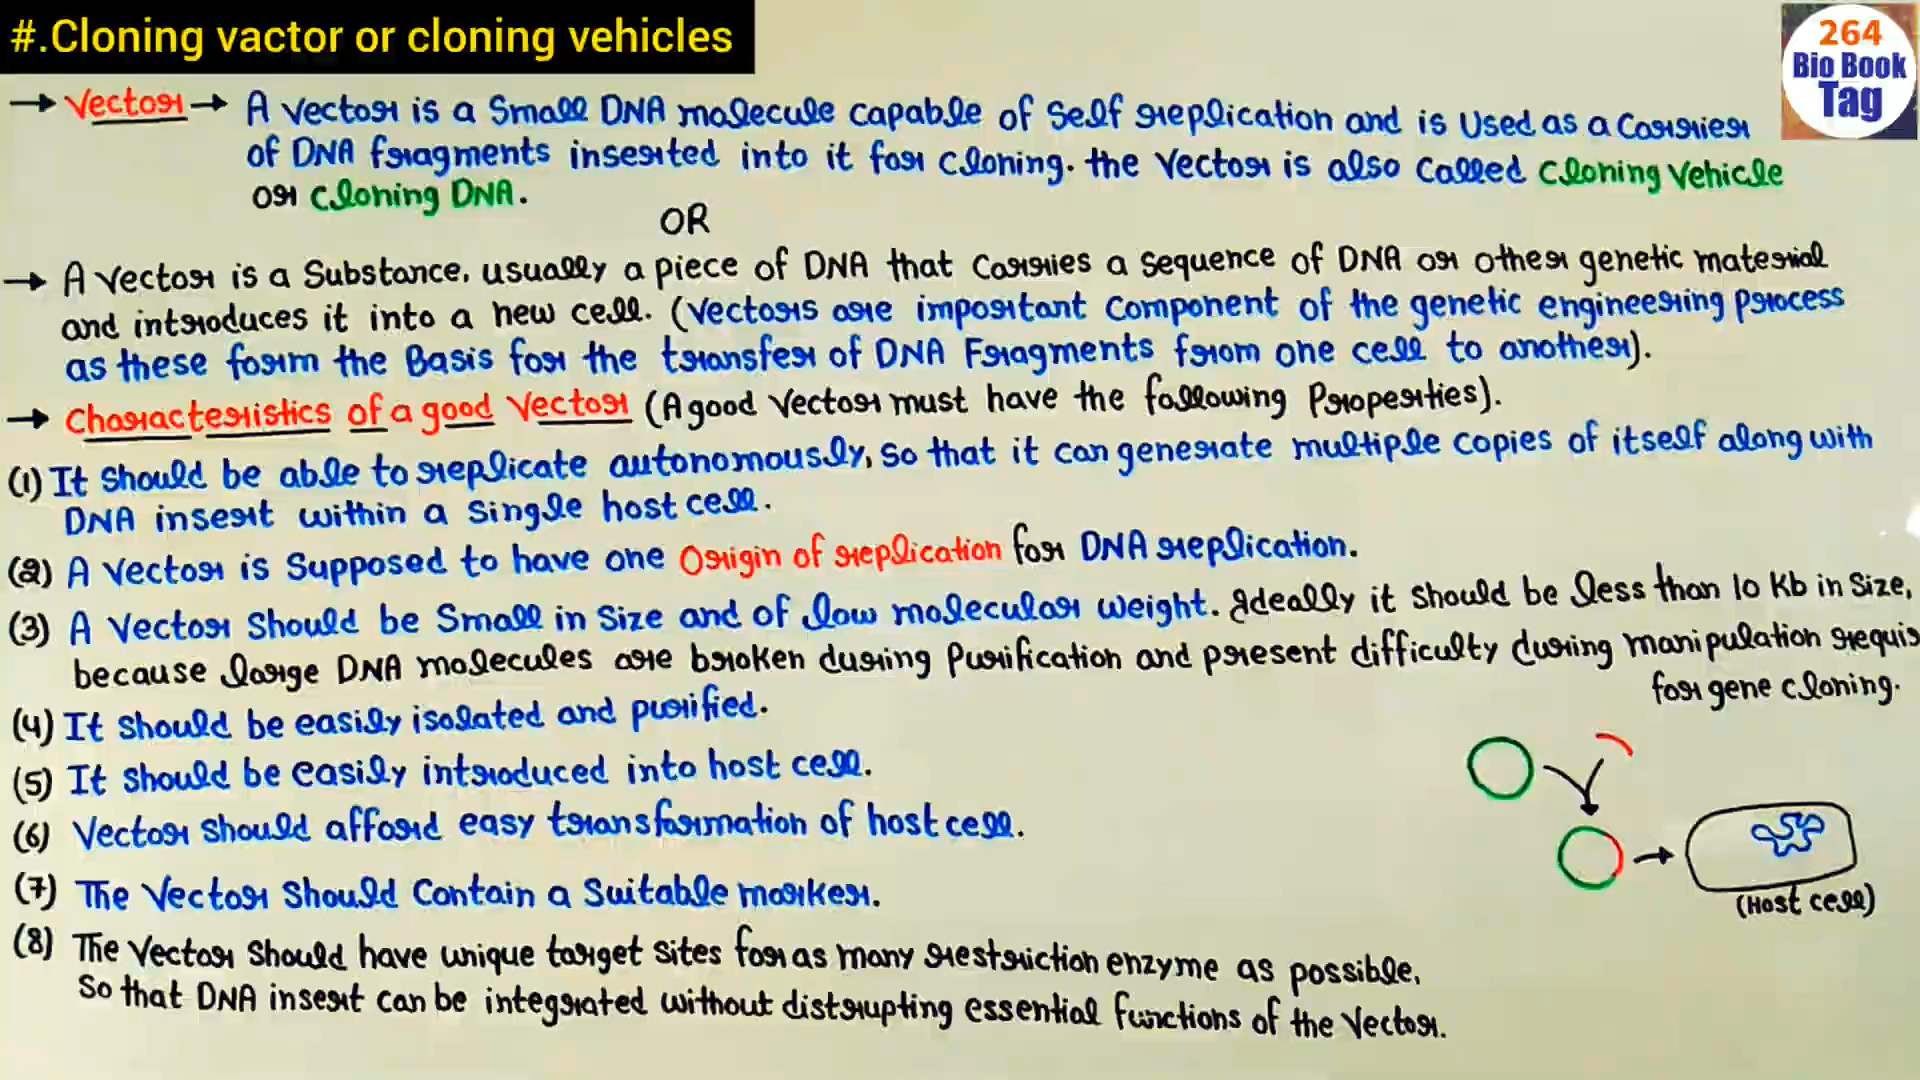 #.Cloning vactor or cloning vehicles
264
Bio Book
Tag
→ Vector → A vector is a small DNA molecule capable of self replication and is used as a carrier
of DNA fragments inserted into it for cloning. the vector is also called cloning vehicle
or cloning DNA.
OR
→ A vector is a substance, usually a piece of DNA that carries a sequence of DNA or other genetic material
and introduces it into a new cell. (Vectors are important component of the genetic engineering process
as these form the Basis for the transfer of DNA Fragments from one cell to another).
→ Characteristics of a good vector (A good vector must have the following Properties).
(1) It should be able to replicate autonomously, so that it can generate multiple copies of itself along with
DNA insert within a single host cell.
(2) A vector is supposed to have one Origin of replication for DNA replication.
(3) A vector should be small in size and of low molecular weight. Ideally it should be less than 10 Kb in size,
because large DNA molecules are broken during purification and present difficulty during manipulation requi
for gene cloning.
(4) It should be easily isolated and purified.
(5) It should be easily introduced into host cell.
(6) Vector should afford easy transformation of host cell.
(7) The Vector should contain a suitable marker.
(8) The vector should have unique target sites for as many restriction enzyme as possible,
so that DNA insert can be integrated without distrupting essential functions of the vector.
(Host cell)